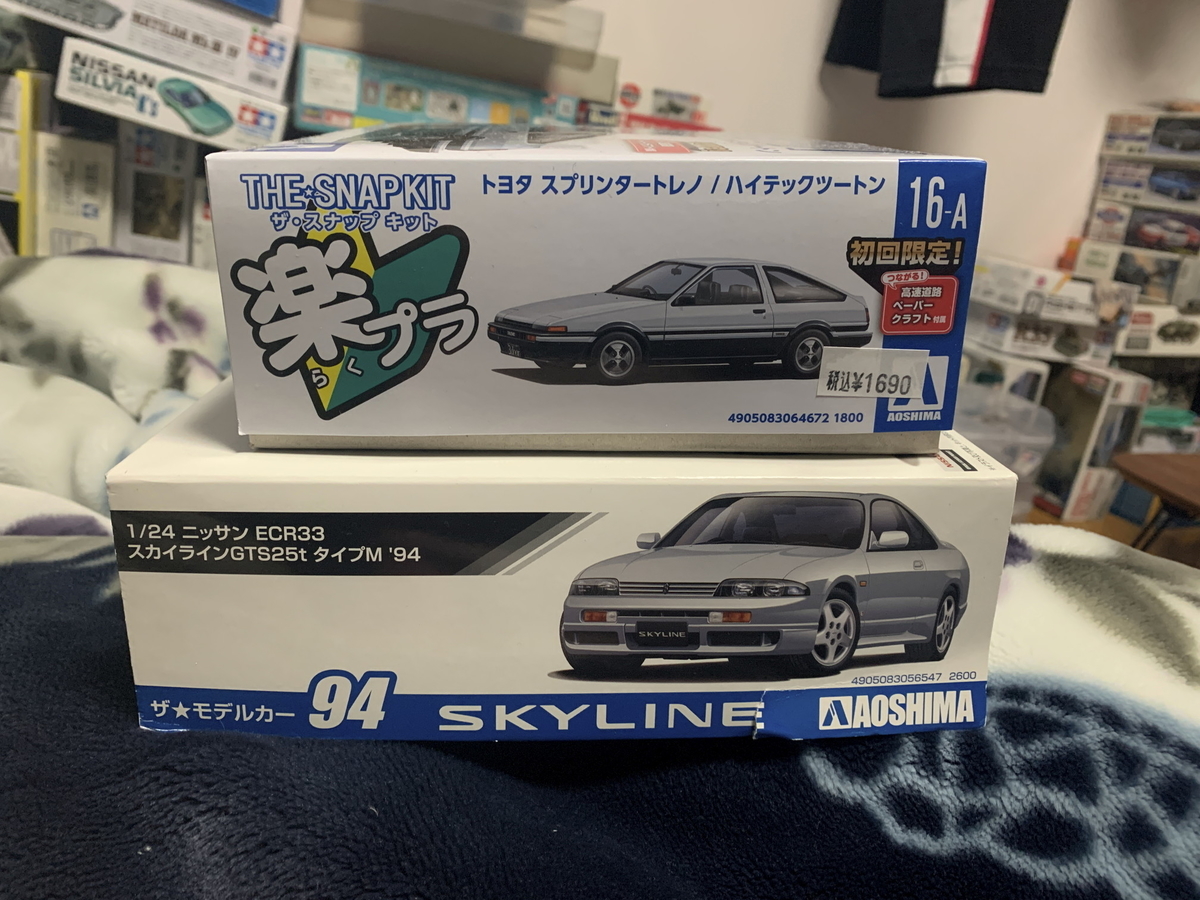 NISSAN
SILVIA
THE★SNAPKIT
ザ・スナップ キット
楽プラ
らく
トヨタ スプリンタートレノ / ハイテックツートン
16-A
初回限定!
つながる!
高速道路
ペーパー
クラフト付属
税込¥1690
4905083064672 1800
AOSHIMA
1/24 ニッサン ECR33
スカイラインGTS25t タイプM '94
SKYLINE
4905083056547 2600
ザ★モデルカー 94 SKYLINE AOSHIMA